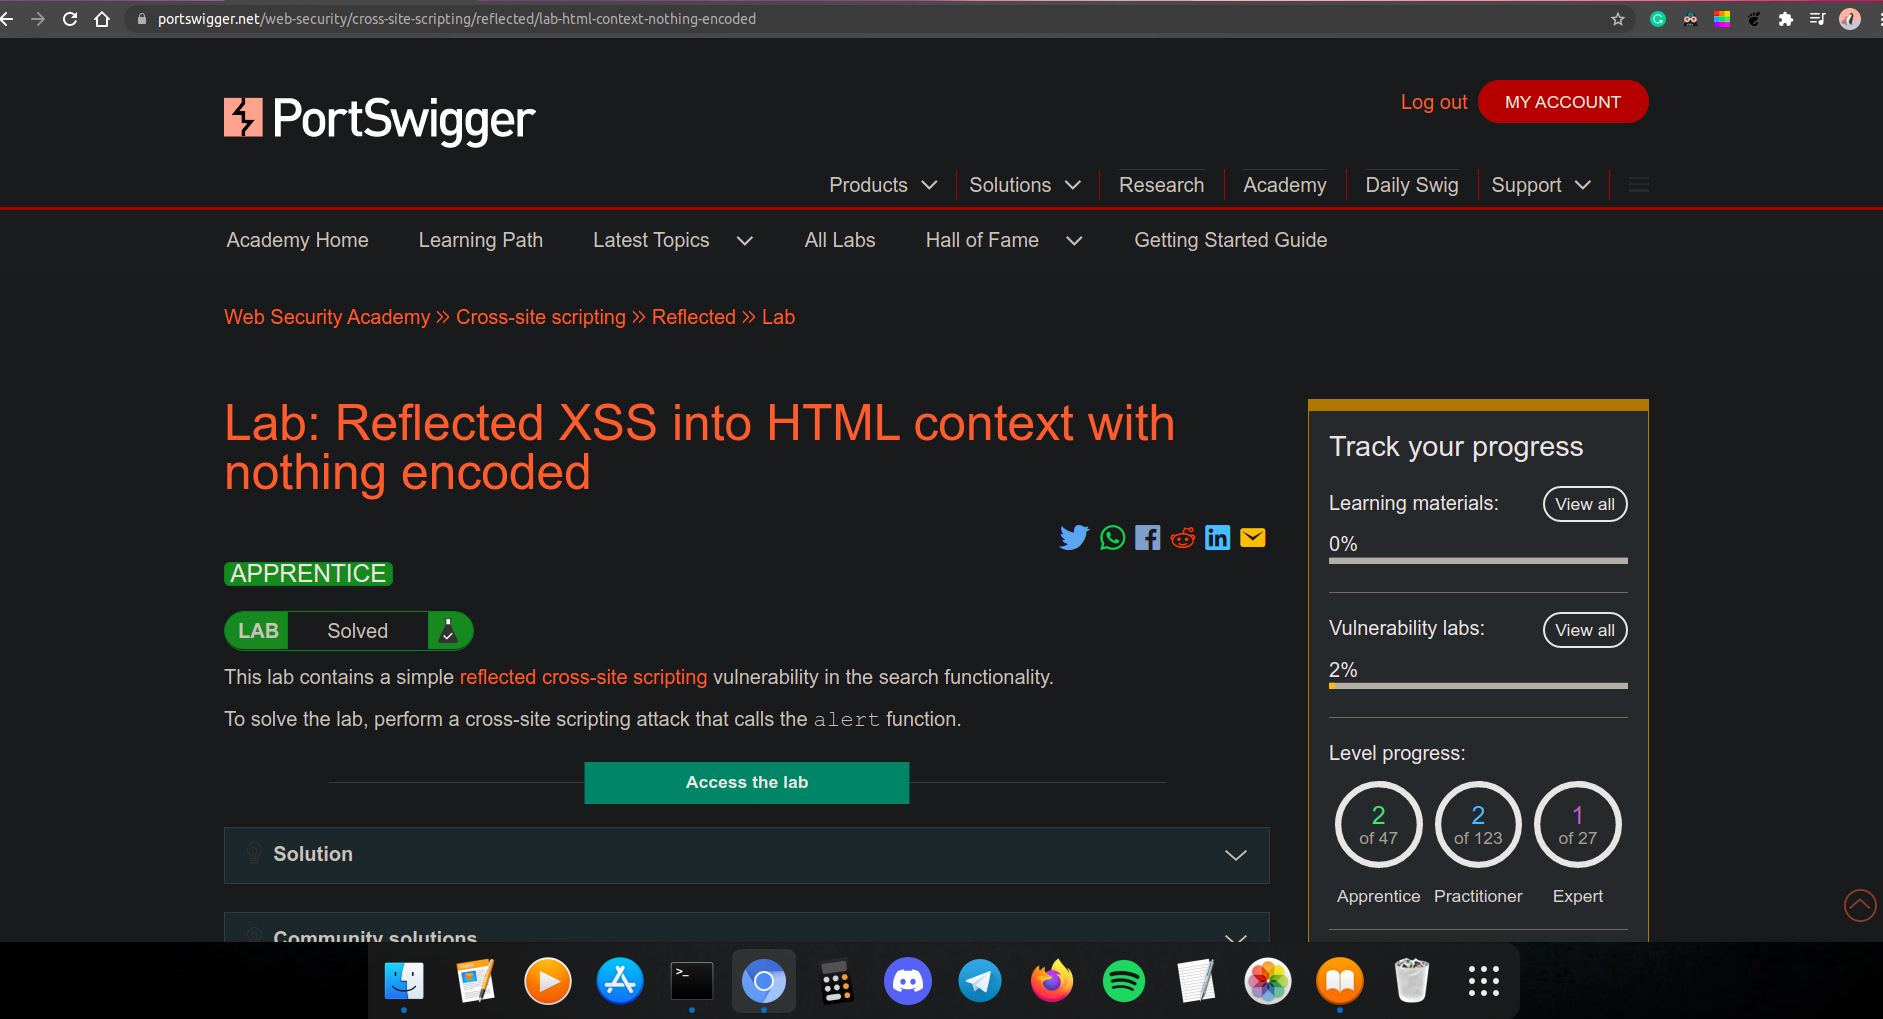 portswigger.net/web-security/cross-site-scripting/reflected/lab-html-context-nothing-encoded
PortSwigger
Log out
MY ACCOUNT
Products
Solutions
Research
Academy
Daily Swig
Support
Academy Home
Learning Path
Latest Topics
All Labs
Hall of Fame
Getting Started Guide
Web Security Academy » Cross-site scripting » Reflected » Lab
Lab: Reflected XSS into HTML context with
nothing encoded
APPRENTICE
LAB Solved
This lab contains a simple reflected cross-site scripting vulnerability in the search functionality.
To solve the lab, perform a cross-site scripting attack that calls the alert function.
Access the lab
Solution
Community solutions
Track your progress
Learning materials:
View all
0%
Vulnerability labs:
View all
2%
Level progress:
2
of 47
2
of 123
1
of 27
Apprentice
Practitioner
Expert